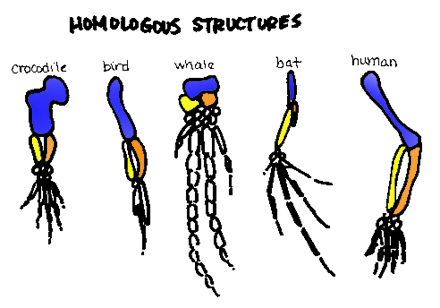 HOMOLOGOUS STRUCTURES
crocodile bird whale bat human